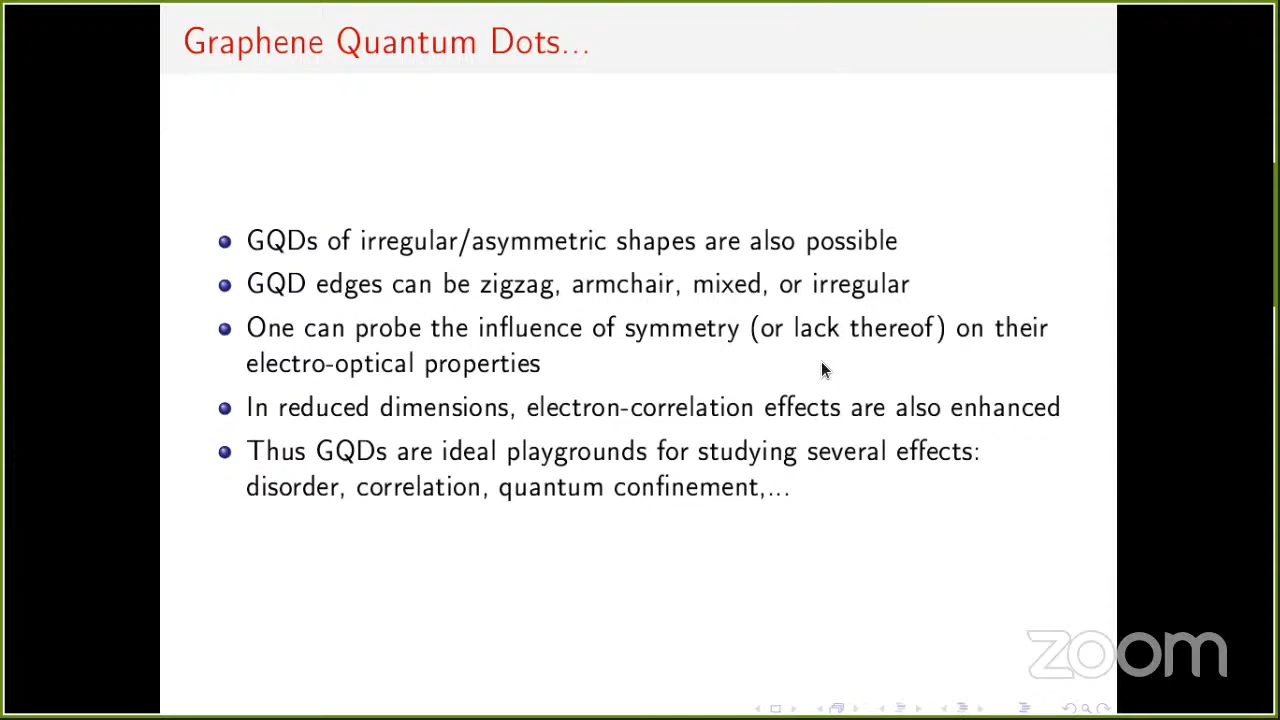 Graphene Quantum Dots...
GQDs of irregular/asymmetric shapes are also possible
GQD edges can be zigzag, armchair, mixed, or irregular
One can probe the influence of symmetry (or lack thereof) on their
electro-optical properties
In reduced dimensions, electron-correlation effects are also enhanced
Thus GQDs are ideal playgrounds for studying several effects:
disorder, correlation, quantum confinement,...
zoom